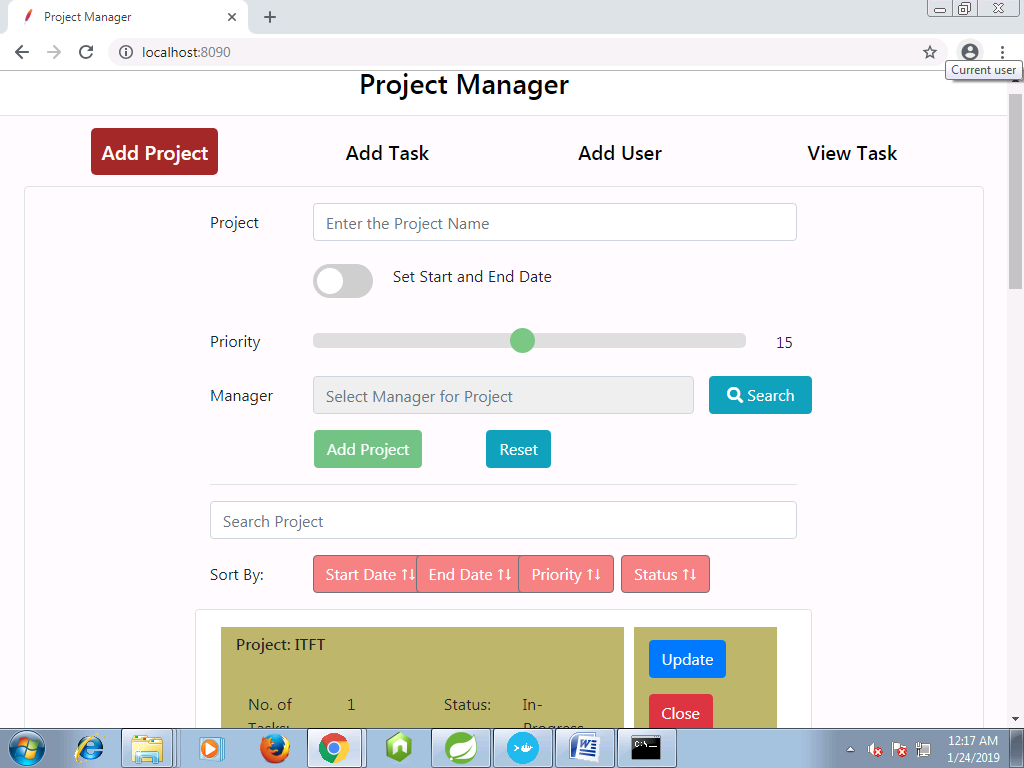 Project Manager
localhost:8090
Current user
Project Manager
Add Project Add Task Add User View Task
Project Enter the Project Name
Set Start and End Date
Priority 15
Manager Select Manager for Project Search
Add Project Reset
Search Project
Sort By: Start Date End Date Priority Status
Project: ITFT
Update
No. of 1 Status: In-
Tasks: Progress
Close
C:\
12:17 AM
1/24/2019